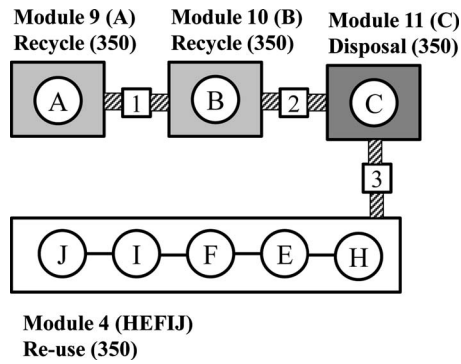 Module 9 (A)
Recycle (350)
Module 10 (B)
Recycle (350)
Module 11 (C)
Disposal (350)
A
1
B
2
C
3
J
I
F
E
H
Module 4 (HEFIJ)
Re-use (350)